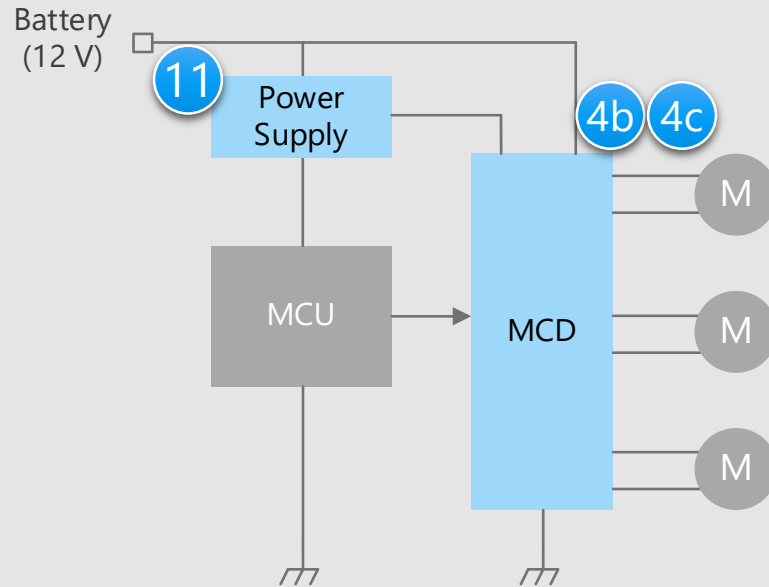 Battery
(12 V)
11
Power
Supply
4b
4c
M
MCU
MCD
M
M